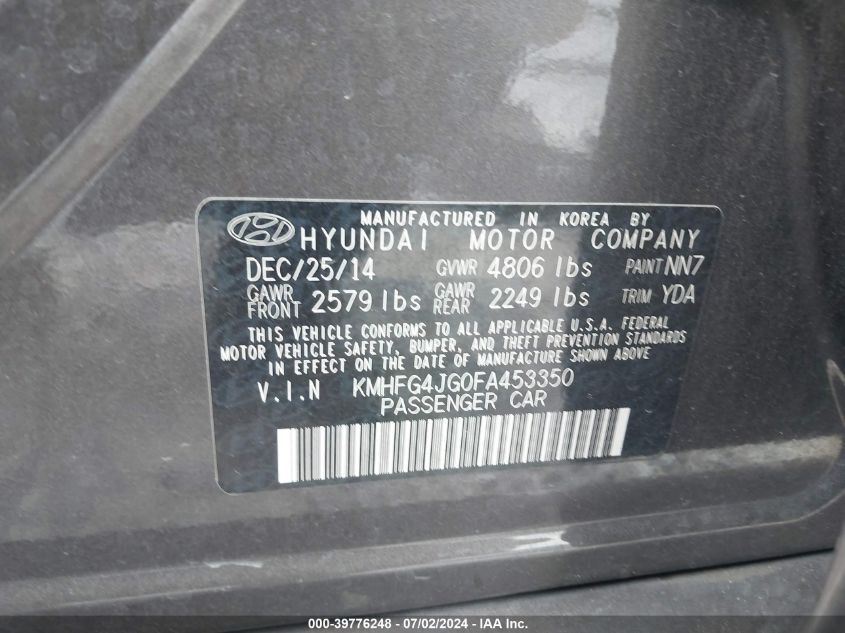 MANUFACTURED IN KOREA BY
HYUNDAI MOTOR COMPANY
DEC/25/14 GVWR 4806 lbs PAINT NN7
GAWR FRONT 2579 lbs GAWR REAR 2249 lbs TRIM YDA
THIS VEHICLE CONFORMS TO ALL APPLICABLE U.S.A. FEDERAL
MOTOR VEHICLE SAFETY, BUMPER, AND THEFT PREVENTION STANDARDS
IN EFFECT ON THE DATE OF MANUFACTURE SHOWN ABOVE
V.I.N KMHFG4JG0FA453350
PASSENGER CAR
000-39776248 - 07/02/2024 - IAA Inc.